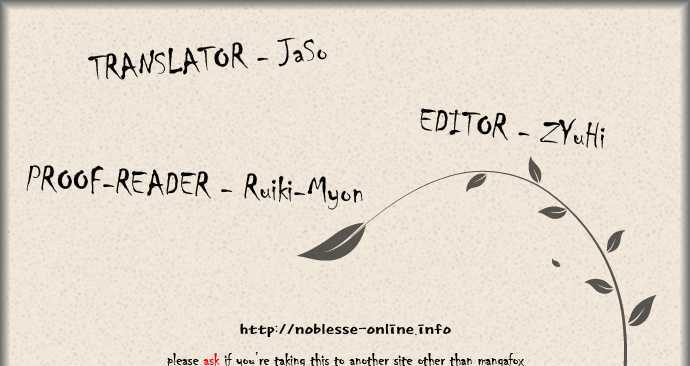 TRANSLATOR - JaSo
EDITOR - ZYuHi
PROOF-READER - Ruiki-Myon
http://noblesse-online.info
please ask if you're taking this to another site other than mangafox